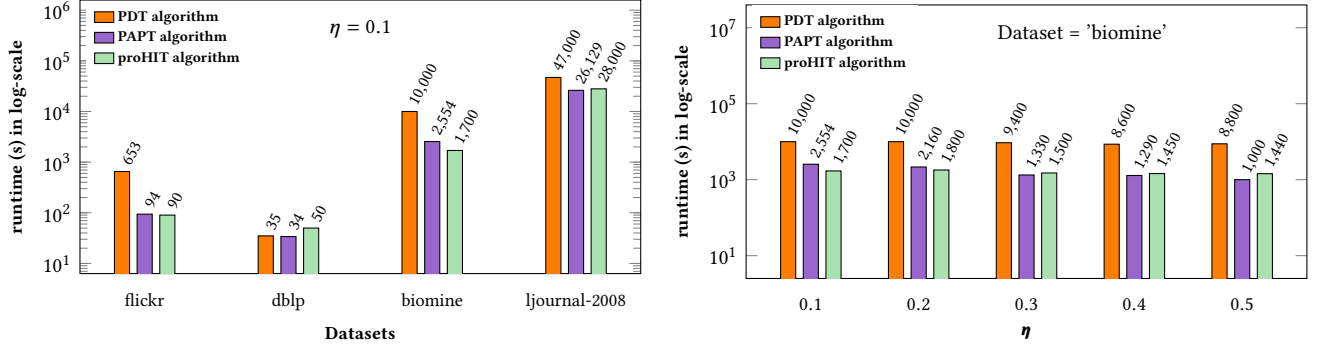 PDT algorithm
PAPT algorithm
proHIT algorithm
η = 0.1
runtime (s) in log-scale
10^6
10^5
10^4
10^3
10^2
10^1
653
94
90
35
34
50
10,000
2,554
1,700
47,000
26,129
28,000
flickr
dblp
biomine
ljournal-2008
Datasets
PDT algorithm
PAPT algorithm
proHIT algorithm
Dataset = 'biomine'
runtime (s) in log-scale
10^7
10^5
10^3
10^1
10,000
2,554
1,700
10,000
2,160
1,800
9,400
1,330
1,500
8,600
1,290
1,450
8,800
1,000
1,440
0.1
0.2
0.3
0.4
0.5
η